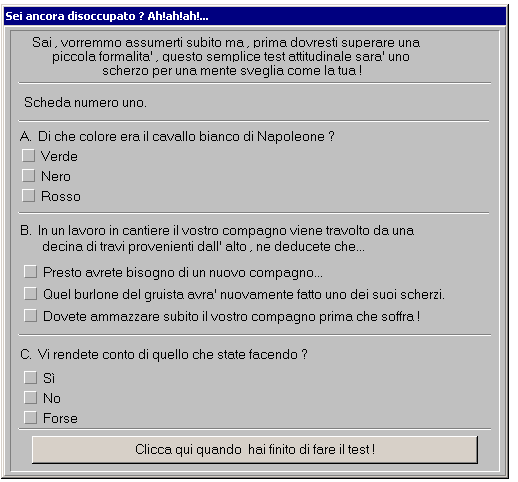 Sei ancora disoccupato ? Ah!ah!ah!...
Sai , vorremmo assumerti subito ma , prima dovresti superare una
piccola formalita' , questo semplice test attitudinale sara' uno
scherzo per una mente sveglia come la tua !
Scheda numero uno.
A. Di che colore era il cavallo bianco di Napoleone ?
Verde
Nero
Rosso
B. In un lavoro in cantiere il vostro compagno viene travolto da una
decina di travi provenienti dall' alto , ne deducete che...
Presto avrete bisogno di un nuovo compagno...
Quel burlone del gruista avra' nuovamente fatto uno dei suoi scherzi.
Dovete ammazzare subito il vostro compagno prima che soffra !
C. Vi rendete conto di quello che state facendo ?
Sì
No
Forse
Clicca qui quando hai finito di fare il test !